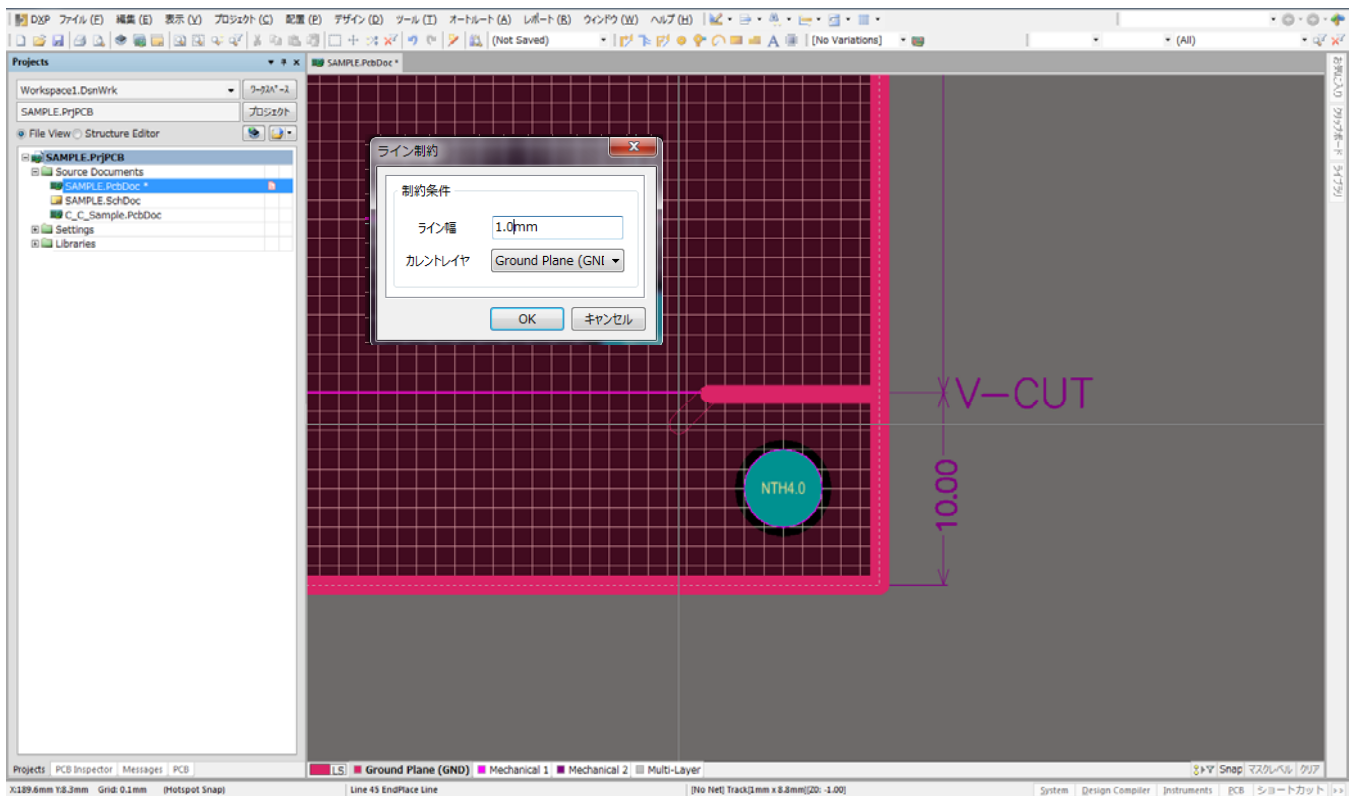 DXP ファイル (F) 編集 (E) 表示 (V) プロジェクト (C) 配置 (P) デザイン (D) ツール (T) オートルート (A) レポート (R) ウィンドウ (W) ヘルプ (H)
(Not Saved) [No Variations] (All)
Projects
SAMPLE.PcbDoc *
Workspace1.DsnWrk ワークスペース
SAMPLE.PrjPCB プロジェクト
File View Structure Editor
SAMPLE.PrjPCB
Source Documents
SAMPLE.PcbDoc *
SAMPLE.SchDoc
C_C_Sample.PcbDoc
Settings
Libraries
ライン制約
制約条件
ライン幅 1.0mm
カレントレイヤ Ground Plane (GNI
OK キャンセル
V-CUT
10.00
NTH4.0
お気に入り
クリップボード
ライブラリ
Projects PCB Inspector Messages PCB
LS Ground Plane (GND) Mechanical 1 Mechanical 2 Multi-Layer
Snap マスクレベル クリア
X:189.6mm Y:8.3mm Grid: 0.1mm (Hotspot Snap) Line 45 EndPlace Line [No Net] Track[1mm x 8.8mm][ZD: -1.00] System Design Compiler Instruments PCB ショートカット >>